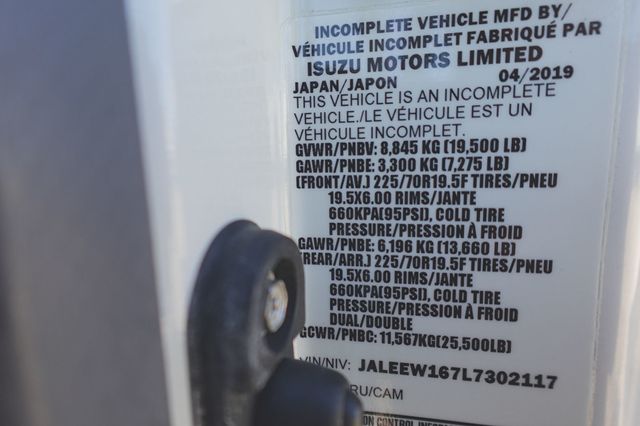 INCOMPLETE VEHICLE MFD BY/
VÉHICULE INCOMPLET FABRIQUÉ PAR
ISUZU MOTORS LIMITED
JAPAN/JAPON 04/2019
THIS VEHICLE IS AN INCOMPLETE
VEHICLE./LE VÉHICULE EST UN
VÉHICULE INCOMPLET.
GVWR/PNBV: 8,845 KG (19,500 LB)
GAWR/PNBE: 3,300 KG (7,275 LB)
(FRONT/AV.) 225/70R19.5F TIRES/PNEU
19.5X6.00 RIMS/JANTE
660KPA(95PSI), COLD TIRE
PRESSURE/PRESSION À FROID
GAWR/PNBE: 6,196 KG (13,660 LB)
(REAR/ARR.) 225/70R19.5F TIRES/PNEU
19.5X6.00 RIMS/JANTE
660KPA(95PSI), COLD TIRE
PRESSURE/PRESSION À FROID
DUAL/DOUBLE
GCWR/PNBC: 11,567KG(25,500LB)
VIN/NIV: JALEEW167L7302117
RU/CAM